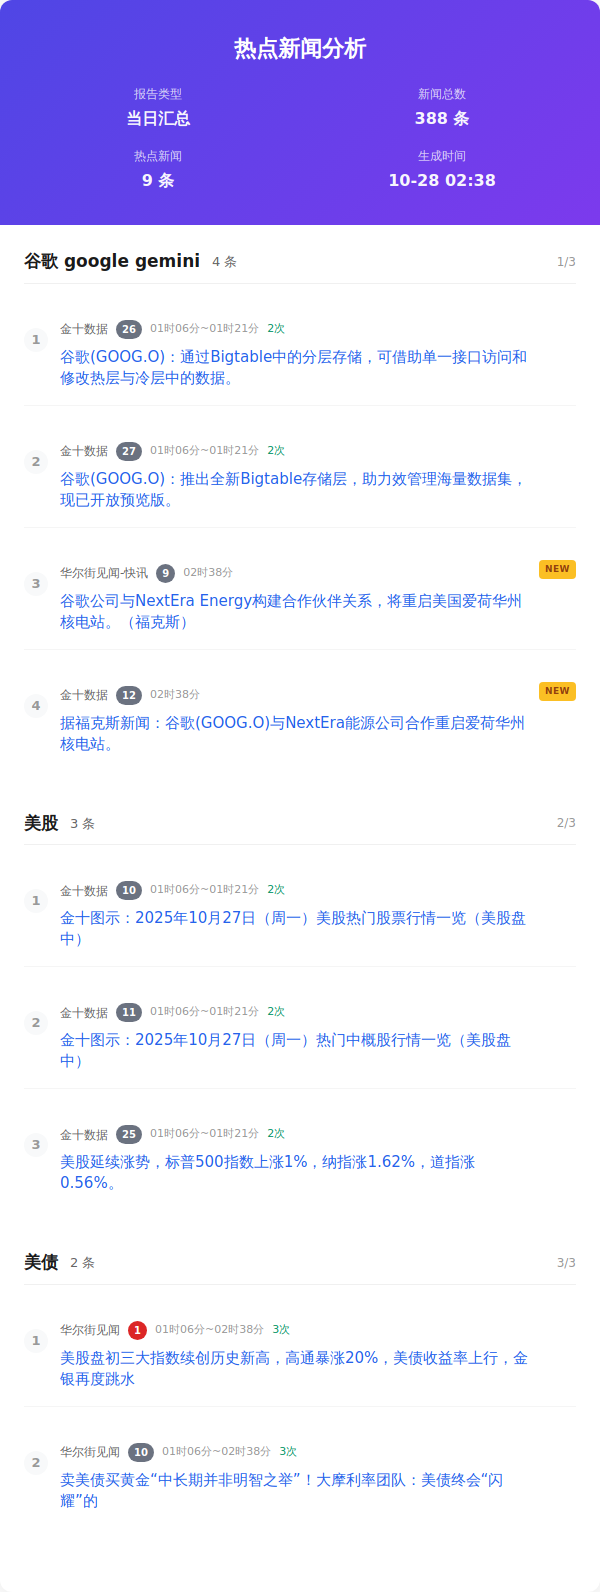 热点新闻分析
报告类型
当日汇总
新闻总数
388 条
热点新闻
9 条
生成时间
10-28 02:38
谷歌 google gemini 4 条 1/3
1
金十数据 26 01时06分~01时21分 2次
谷歌(GOOG.O)：通过Bigtable中的分层存储，可借助单一接口访问和
修改热层与冷层中的数据。
2
金十数据 27 01时06分~01时21分 2次
谷歌(GOOG.O)：推出全新Bigtable存储层，助力效管理海量数据集，
现已开放预览版。
3
华尔街见闻-快讯 9 02时38分 NEW
谷歌公司与NextEra Energy构建合作伙伴关系，将重启美国爱荷华州
核电站。（福克斯）
4
金十数据 12 02时38分 NEW
据福克斯新闻：谷歌(GOOG.O)与NextEra能源公司合作重启爱荷华州
核电站。
美股 3 条 2/3
1
金十数据 10 01时06分~01时21分 2次
金十图示：2025年10月27日（周一）美股热门股票行情一览（美股盘
中）
2
金十数据 11 01时06分~01时21分 2次
金十图示：2025年10月27日（周一）热门中概股行情一览（美股盘
中）
3
金十数据 25 01时06分~01时21分 2次
美股延续涨势，标普500指数上涨1%，纳指涨1.62%，道指涨
0.56%。
美债 2 条 3/3
1
华尔街见闻 1 01时06分~02时38分 3次
美股盘初三大指数续创历史新高，高通暴涨20%，美债收益率上行，金
银再度跳水
2
华尔街见闻 10 01时06分~02时38分 3次
卖美债买黄金“中长期并非明智之举”！大摩利率团队：美债终会“闪
耀”的